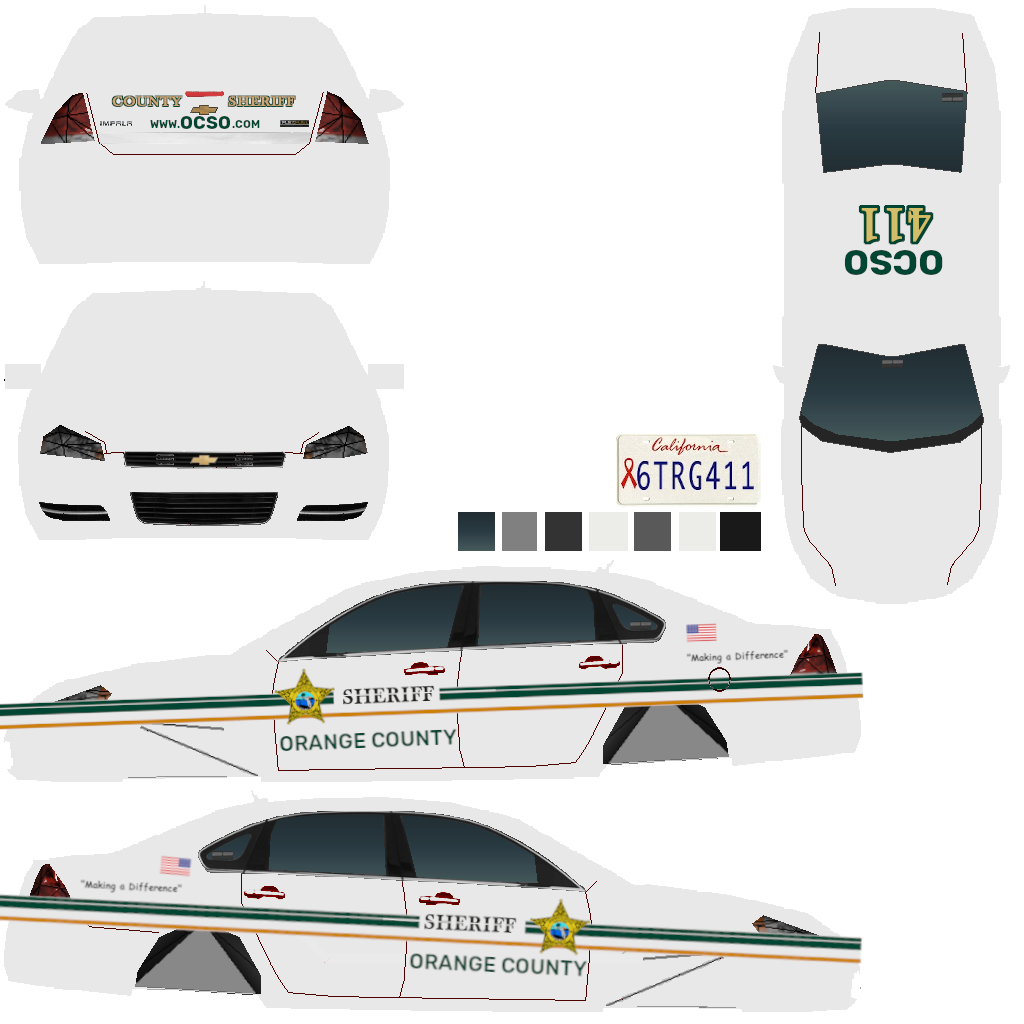 COUNTY SHERIFF
IMPALA
www.OCSO.COM
411
OCSO
California
6TRG411
"Making a Difference"
SHERIFF
ORANGE COUNTY
"Making a Difference"
SHERIFF
ORANGE COUNTY